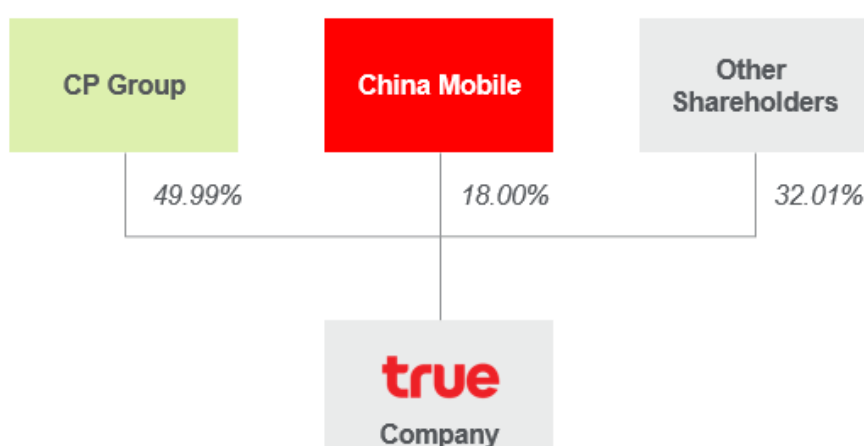 CP Group
China Mobile
Other
Shareholders
49.99%
18.00%
32.01%
true
Company